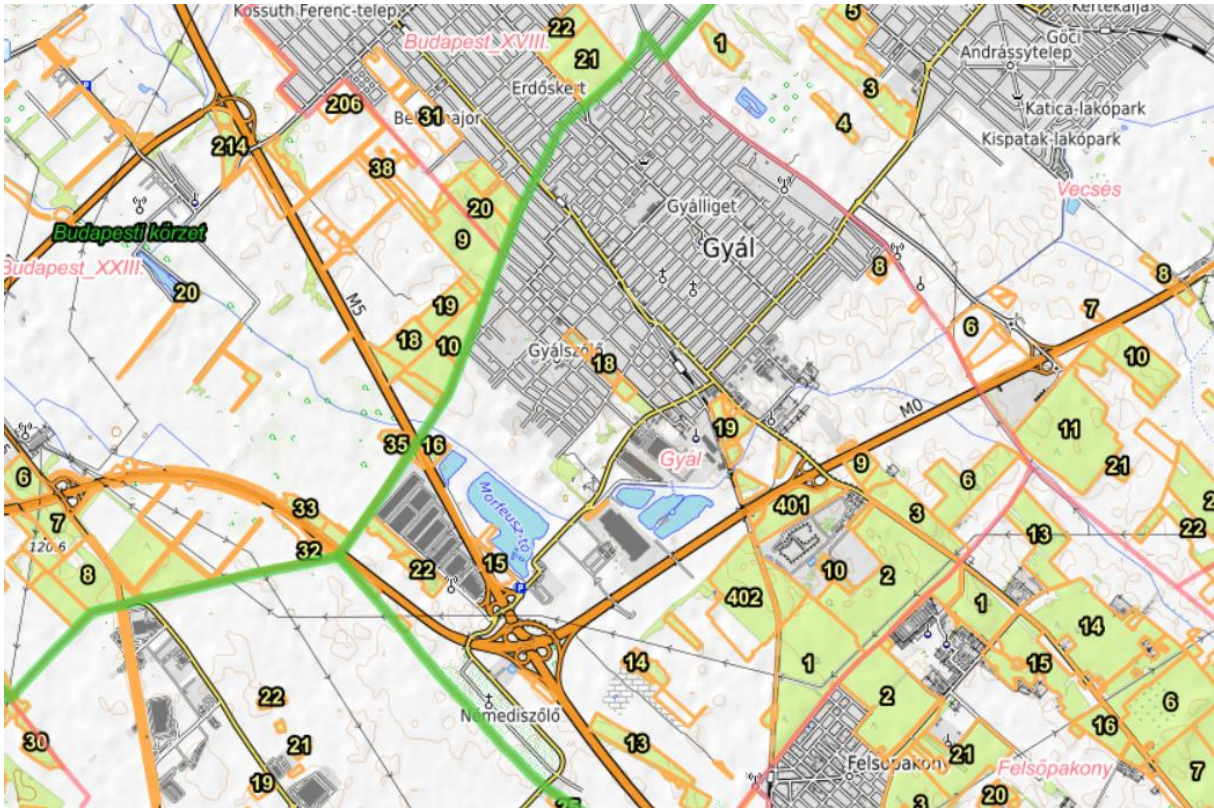 Kossuth Ferenc-telep
22
Budapest_XVIII.
21
1
5
Kertekalja
Göci
Andrássytelep
Erdőskert
3
Katica-lakópark
206
31
4
Kispatak-lakópark
214
38
Vecsés
20
Gyálliget
Budapesti körzet
9
Gyál
Budapest_XXIII.
8
8
20
M5
19
7
6
18
10
10
Gyálszőlő
18
M0
11
19
35
16
Gyál
9
6
21
6
Morfeusz-tó
33
401
3
7
13
22
120.6
32
8
22
15
10
2
402
1
14
1
15
14
22
2
6
Némediszőlő
16
30
21
13
21
Felsőpakony
7
19
Felsőpakony
3
20